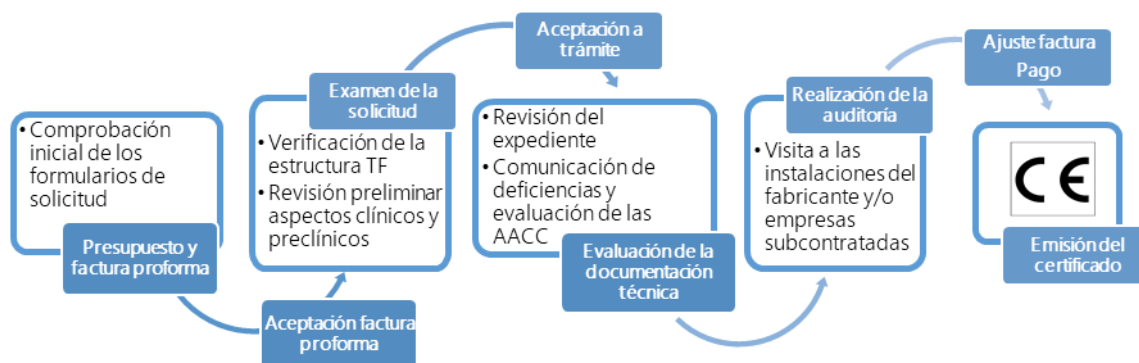 • Comprobación
inicial de los
formularios de
solicitud
Presupuesto y
factura proforma
Aceptación factura
proforma
Examen de la
solicitud
• Verificación de la
estructura TF
• Revisión preliminar
aspectos clínicos y
preclínicos
Aceptación a
trámite
• Revisión del
expediente
• Comunicación de
deficiencias y
evaluación de las
AACC
Evaluación de la
documentación
técnica
Realización de la
auditoría
• Visita a las
instalaciones del
fabricante y/o
empresas
subcontratadas
Ajuste factura
Pago
CE
Emisión del
certificado